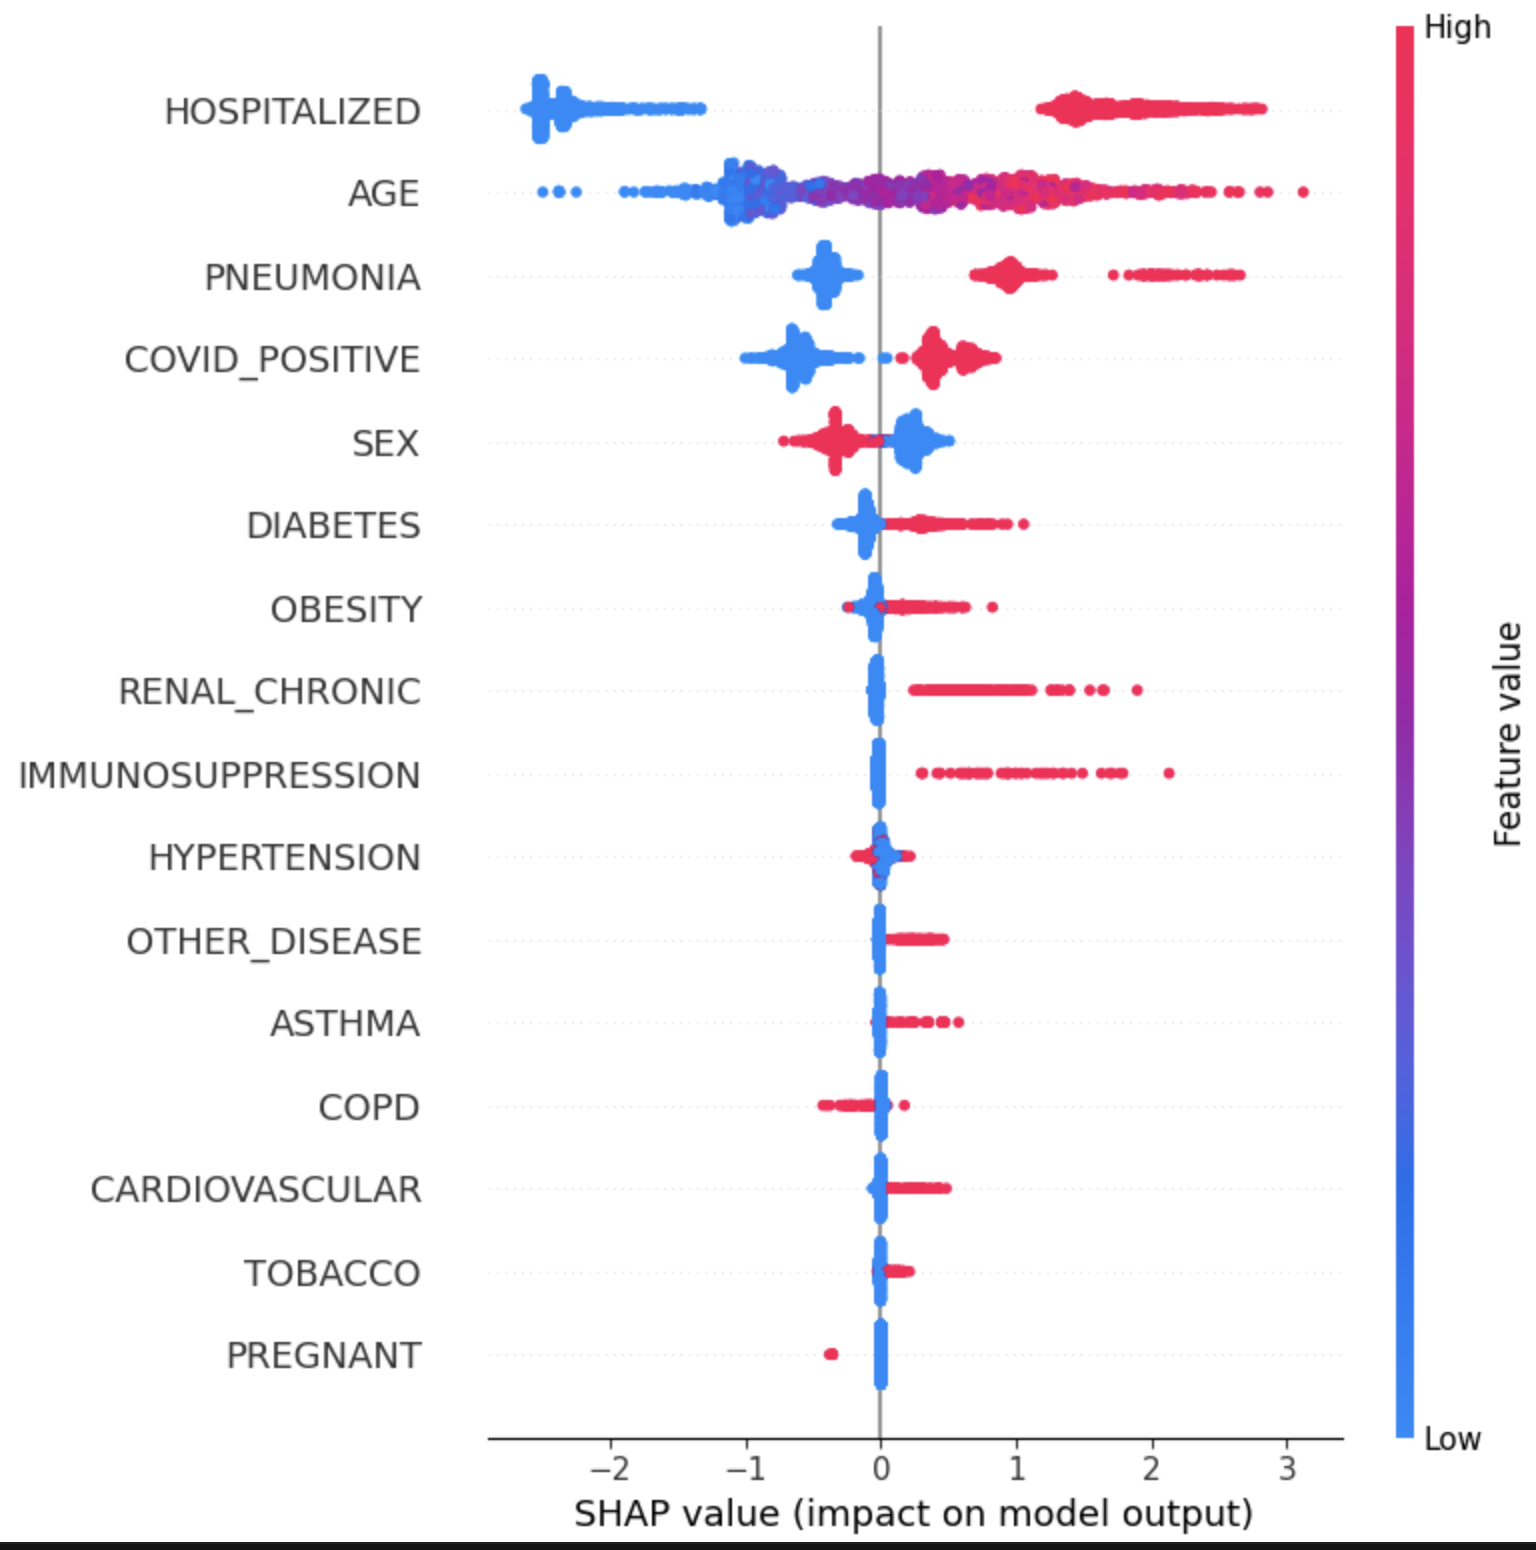 High
HOSPITALIZED
AGE
PNEUMONIA
COVID_POSITIVE
SEX
DIABETES
OBESITY
RENAL_CHRONIC
IMMUNOSUPPRESSION
HYPERTENSION
OTHER_DISEASE
ASTHMA
COPD
CARDIOVASCULAR
TOBACCO
PREGNANT
Feature value
Low
−2 −1 0 1 2 3
SHAP value (impact on model output)